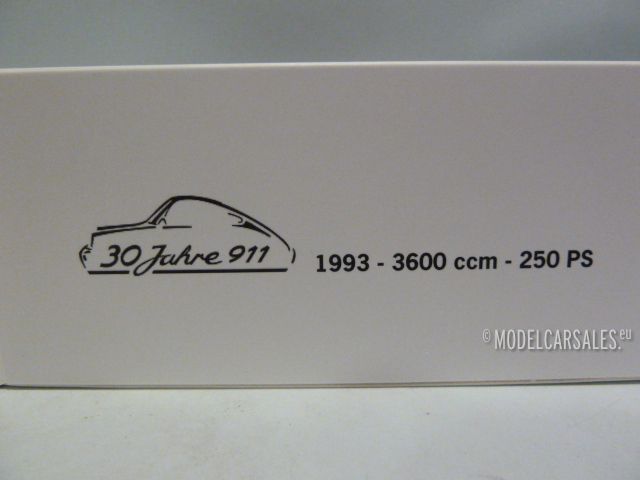 30 Jahre 911
1993 - 3600 ccm - 250 PS
© MODELCARSALES.eu